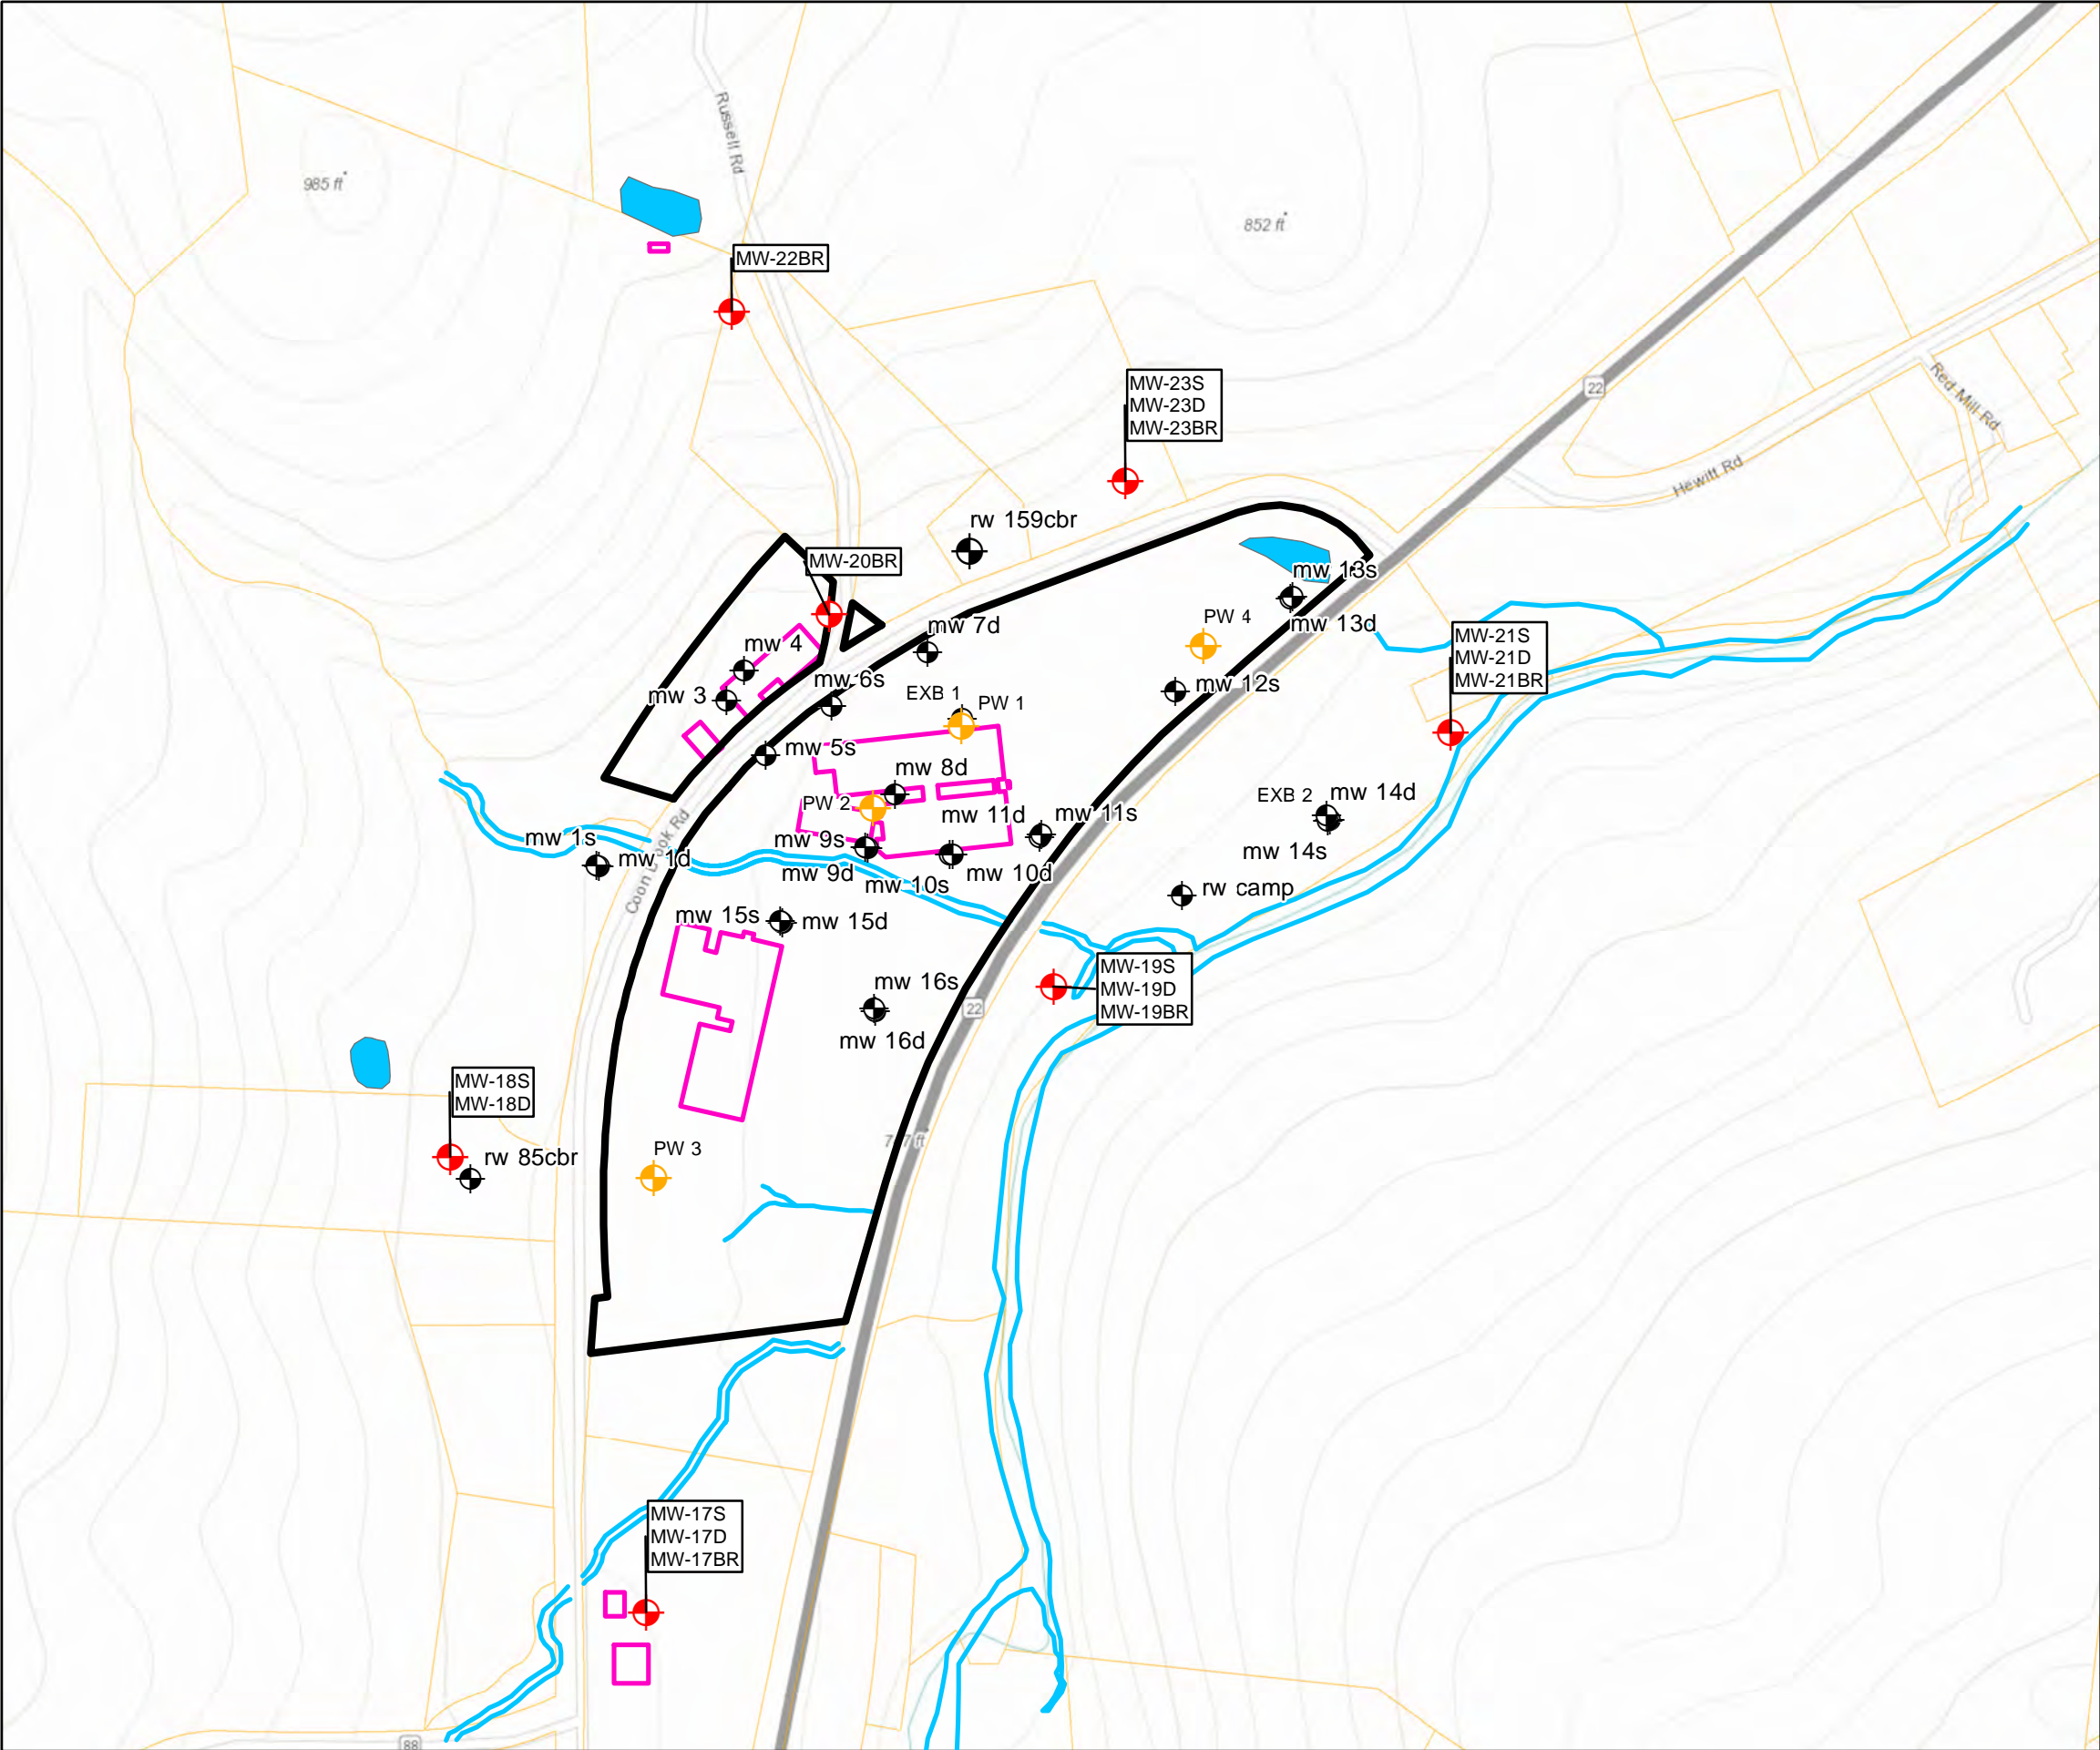 Russell Rd
985 ft
852 ft
MW-22BR
MW-23S
MW-23D
MW-23BR
22
Red Mill Rd
Hewitt Rd
rw 159cbr
MW-20BR
mw 13s
mw 13d
PW 4
mw 7d
mw 4
mw 3
mw 6s
EXB 1
PW 1
mw 12s
MW-21S
MW-21D
MW-21BR
mw 5s
mw 8d
PW 2
mw 11d
mw 11s
EXB 2
mw 14d
mw 14s
mw 1s
mw 1d
mw 9s
mw 9d
mw 10s
mw 10d
rw camp
Rd
mw 15s
mw 15d
mw 16s
mw 16d
22
MW-19S
MW-19D
MW-19BR
MW-18S
MW-18D
rw 85cbr
PW 3
MW-17S
MW-17D
MW-17BR
88